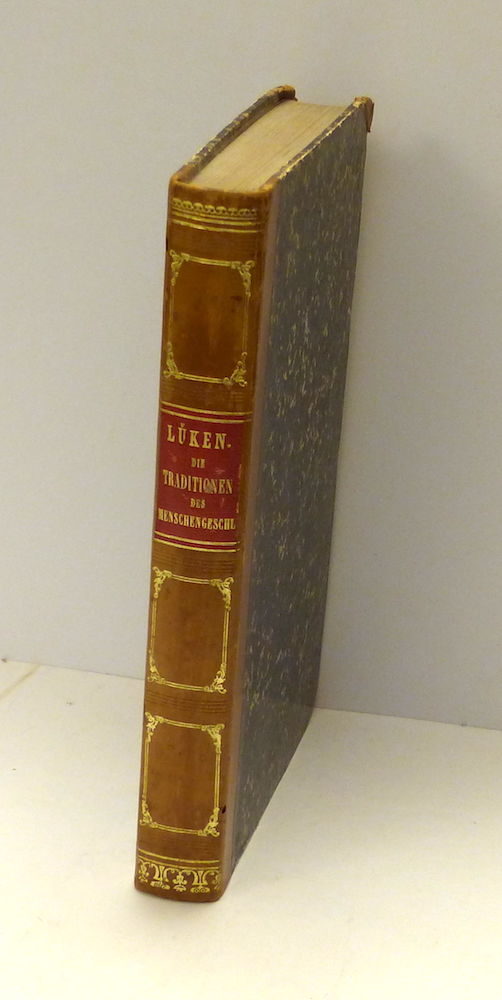 LÜKEN-
DIE
TRADITIONEN
DES
MENSCHENGESCHL